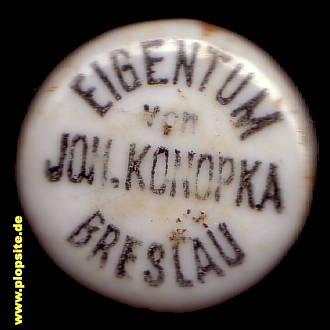 EIGENTUM
von
JOH. KONOPKA
BRESLAU
www.plopsite.de